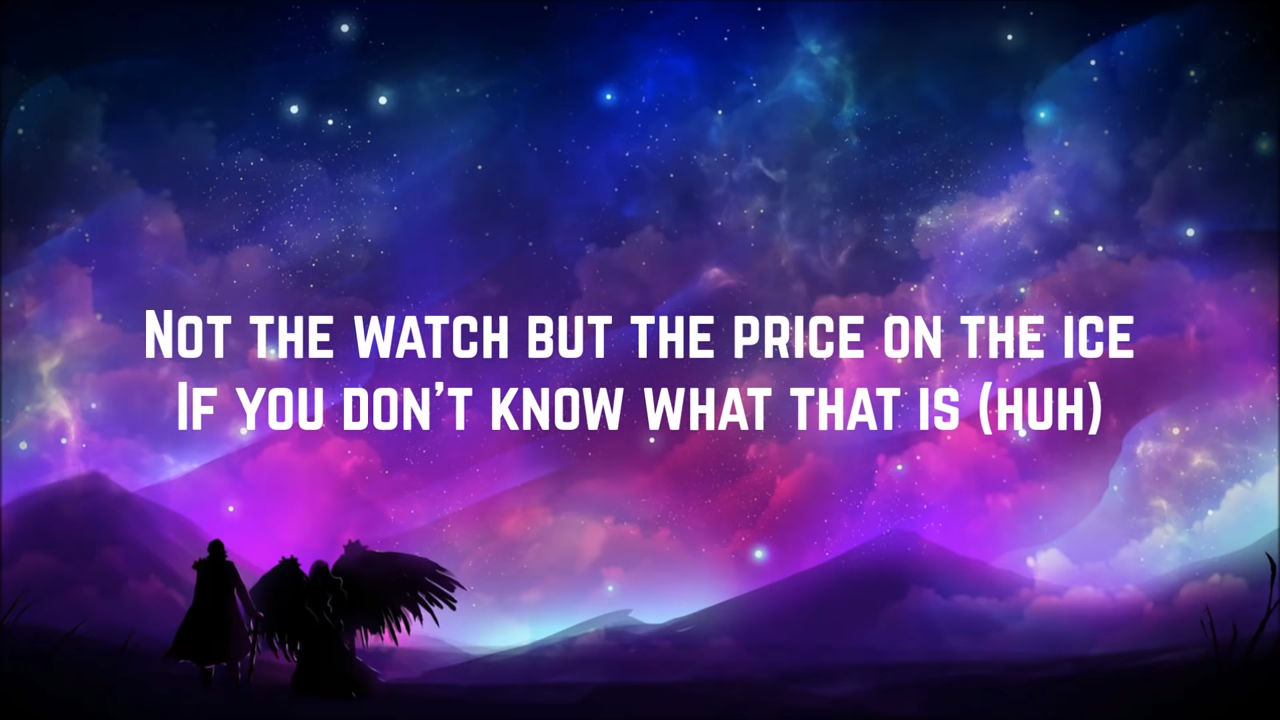 Not the watch but the price on the ice
If you don't know what that is (huh)